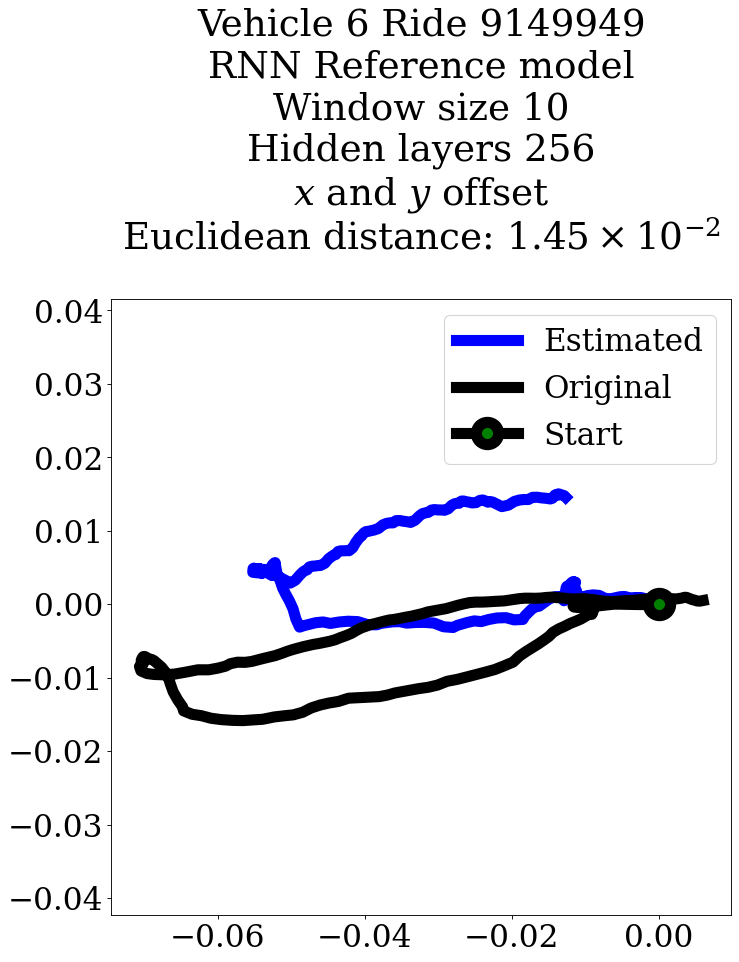 Vehicle 6 Ride 9149949
RNN Reference model
Window size 10
Hidden layers 256
x and y offset
Euclidean distance: 1.45 × 10⁻²
Estimated
Original
Start
0.04
0.03
0.02
0.01
0.00
−0.01
−0.02
−0.03
−0.04
−0.06 −0.04 −0.02 0.00